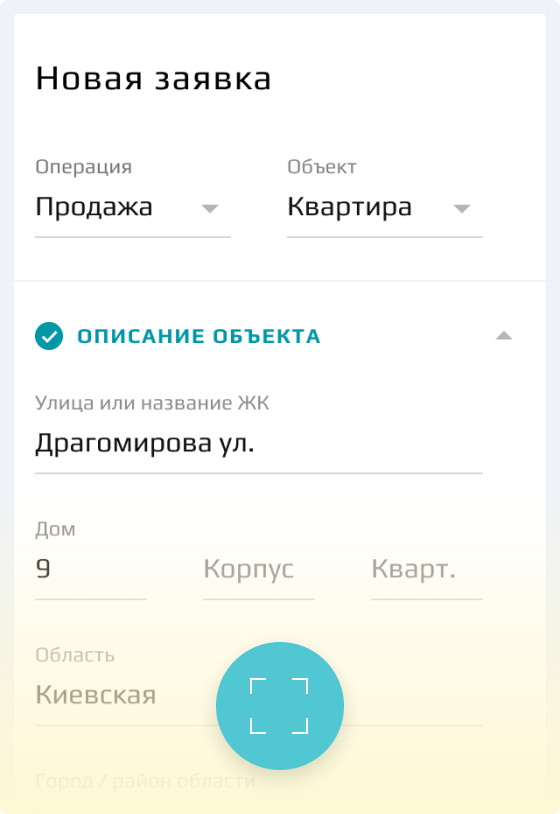 Новая заявка
Операция Объект
Продажа Квартира
ОПИСАНИЕ ОБЪЕКТА
Улица или название ЖК
Драгомирова ул.
Дом
9 Корпус Кварт.
Область
Киевская
Город / район области